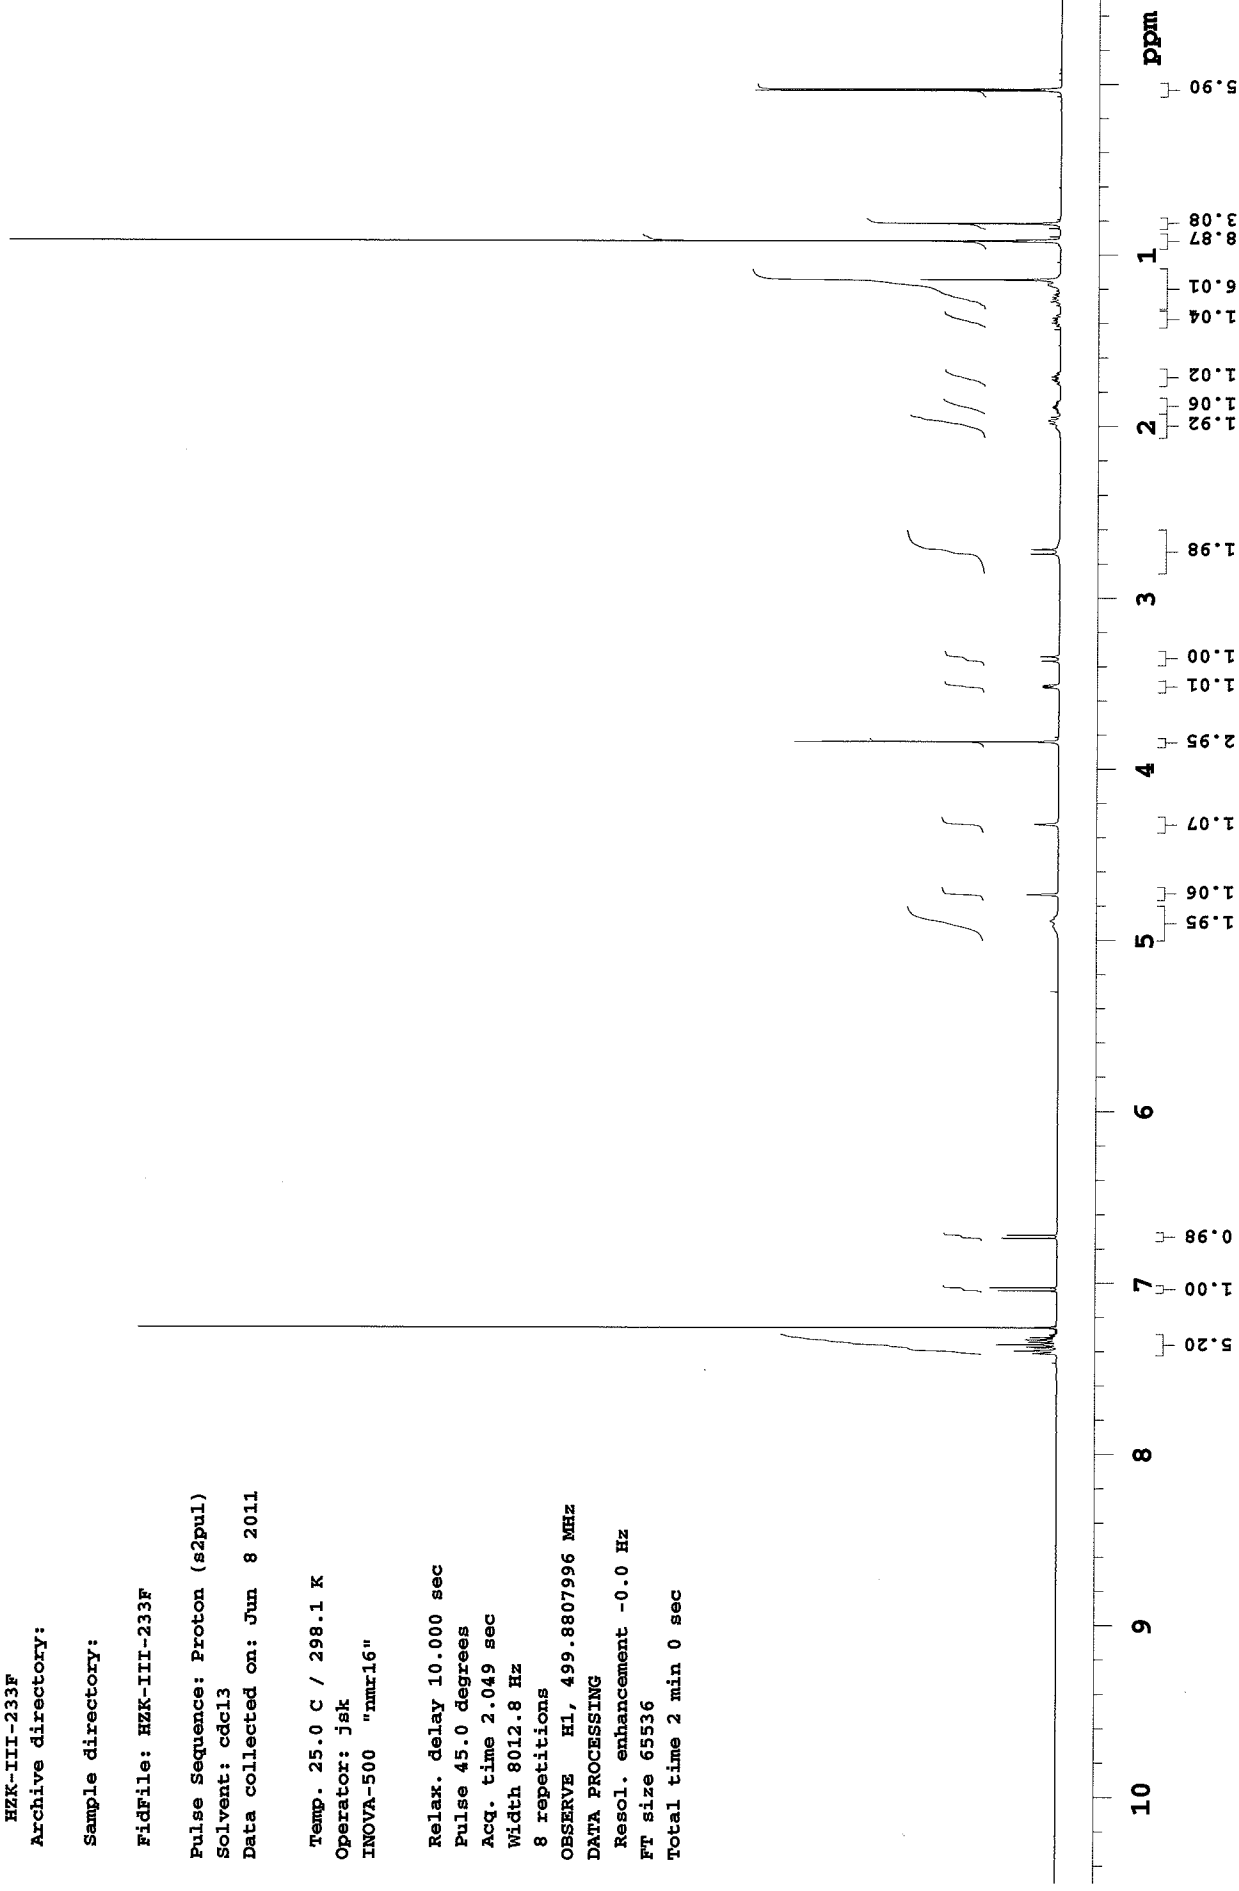 HZK-III-233F
Archive directory:
Sample directory:
FidFile: HZK-III-233F
Pulse Sequence: Proton (s2pul)
Solvent: cdcl3
Data collected on: Jun 8 2011
Temp. 25.0 C / 298.1 K
Operator: jsk
INOVA-500 "nmr16"
Relax. delay 10.000 sec
Pulse 45.0 degrees
Acq. time 2.049 sec
Width 8012.8 Hz
8 repetitions
OBSERVE H1, 499.8807996 MHz
DATA PROCESSING
Resol. enhancement -0.0 Hz
FT size 65536
Total time 2 min 0 sec
10 9 8 7 6 5 4 3 2 1 ppm
5.20 1.00 0.98 1.95 1.06 1.07 2.95 1.01 1.00 1.98 1.92 1.06 1.02 1.04 6.01 8.87 3.08 5.90